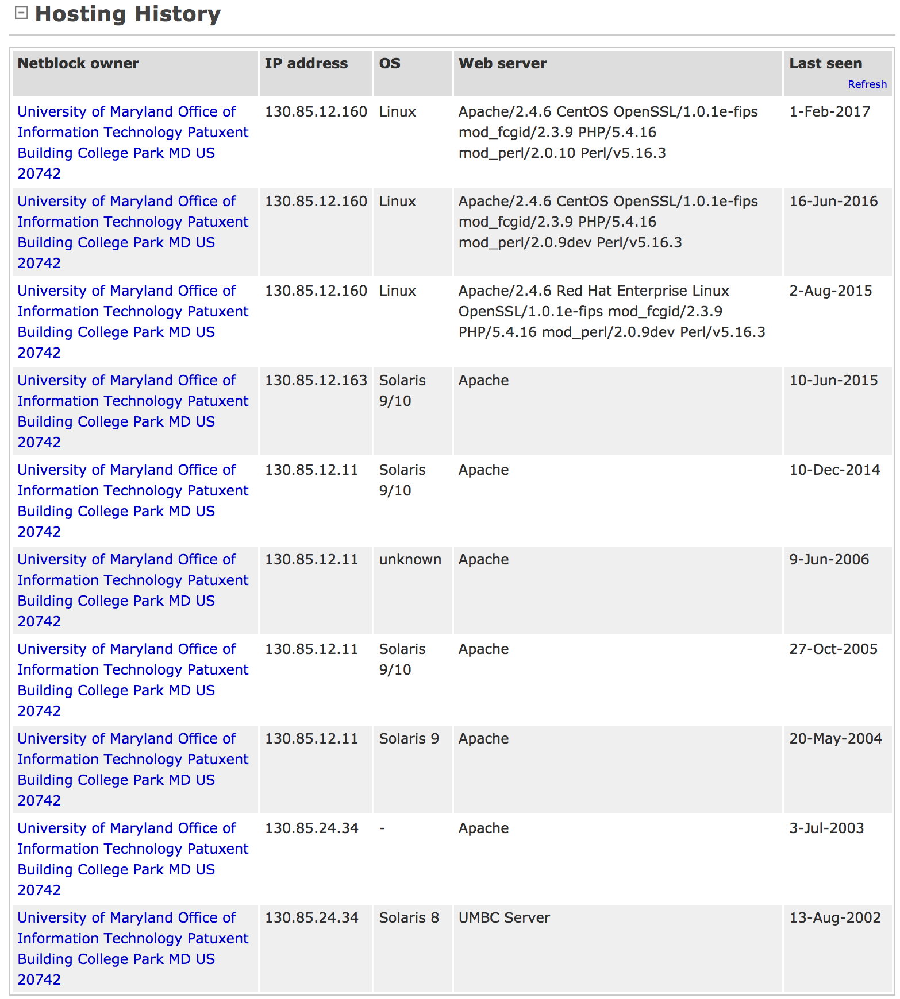 Hosting History
Netblock owner IP address OS Web server Last seen
Refresh
University of Maryland Office of 130.85.12.160 Linux Apache/2.4.6 CentOS OpenSSL/1.0.1e-fips 1-Feb-2017
Information Technology Patuxent mod_fcgid/2.3.9 PHP/5.4.16
Building College Park MD US mod_perl/2.0.10 Perl/v5.16.3
20742
University of Maryland Office of 130.85.12.160 Linux Apache/2.4.6 CentOS OpenSSL/1.0.1e-fips 16-Jun-2016
Information Technology Patuxent mod_fcgid/2.3.9 PHP/5.4.16
Building College Park MD US mod_perl/2.0.9dev Perl/v5.16.3
20742
University of Maryland Office of 130.85.12.160 Linux Apache/2.4.6 Red Hat Enterprise Linux 2-Aug-2015
Information Technology Patuxent OpenSSL/1.0.1e-fips mod_fcgid/2.3.9
Building College Park MD US PHP/5.4.16 mod_perl/2.0.9dev Perl/v5.16.3
20742
University of Maryland Office of 130.85.12.163 Solaris Apache 10-Jun-2015
Information Technology Patuxent 9/10
Building College Park MD US
20742
University of Maryland Office of 130.85.12.11 Solaris Apache 10-Dec-2014
Information Technology Patuxent 9/10
Building College Park MD US
20742
University of Maryland Office of 130.85.12.11 unknown Apache 9-Jun-2006
Information Technology Patuxent
Building College Park MD US
20742
University of Maryland Office of 130.85.12.11 Solaris Apache 27-Oct-2005
Information Technology Patuxent 9/10
Building College Park MD US
20742
University of Maryland Office of 130.85.12.11 Solaris 9 Apache 20-May-2004
Information Technology Patuxent
Building College Park MD US
20742
University of Maryland Office of 130.85.24.34 - Apache 3-Jul-2003
Information Technology Patuxent
Building College Park MD US
20742
University of Maryland Office of 130.85.24.34 Solaris 8 UMBC Server 13-Aug-2002
Information Technology Patuxent
Building College Park MD US
20742